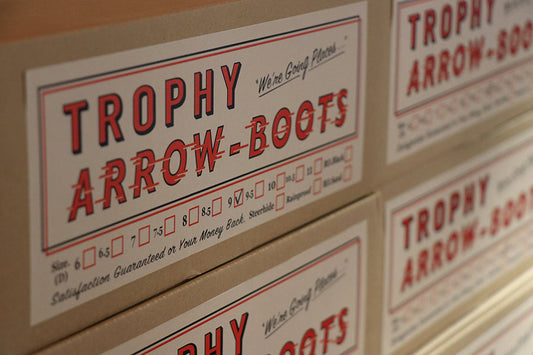 TROPHY "We're Going Places..."
ARROW-BOOTS
Size. (D) 6 6.5 7 7.5 8 8.5 9 9.5 10 10.5 11
Steerhide Rainproof
Satisfaction Guaranteed or Your Money Back.
TROPHY
ARROW-BOO
TROPHY "We're Going Places..."
BOOTS
TROPHY
ARROW-BOOTS